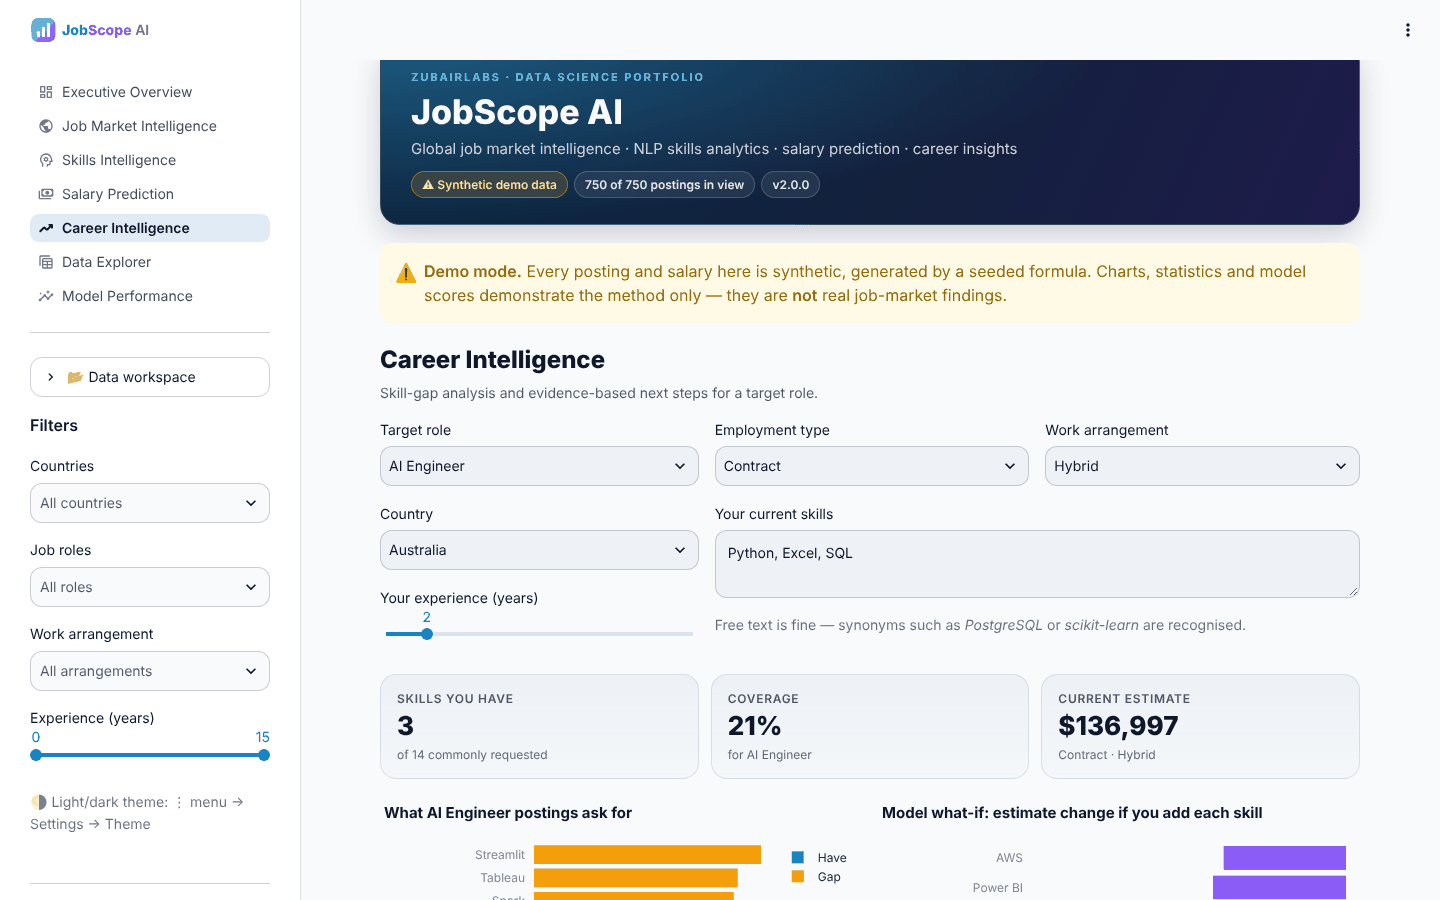 JobScope AI
Executive Overview
Job Market Intelligence
Skills Intelligence
Salary Prediction
Career Intelligence
Data Explorer
Model Performance
Data workspace
Filters
Countries
All countries
Job roles
All roles
Work arrangement
All arrangements
Experience (years)
0 15
Light/dark theme: ⋮ menu →
Settings → Theme
ZUBAIRLABS · DATA SCIENCE PORTFOLIO
JobScope AI
Global job market intelligence · NLP skills analytics · salary prediction · career insights
⚠ Synthetic demo data 750 of 750 postings in view v2.0.0
Demo mode. Every posting and salary here is synthetic, generated by a seeded formula. Charts, statistics and model
scores demonstrate the method only — they are not real job-market findings.
Career Intelligence
Skill-gap analysis and evidence-based next steps for a target role.
Target role Employment type Work arrangement
AI Engineer Contract Hybrid
Country Your current skills
Australia Python, Excel, SQL
Your experience (years)
2
Free text is fine — synonyms such as PostgreSQL or scikit-learn are recognised.
SKILLS YOU HAVE COVERAGE CURRENT ESTIMATE
3 21% $136,997
of 14 commonly requested for AI Engineer Contract · Hybrid
What AI Engineer postings ask for Model what-if: estimate change if you add each skill
Streamlit Have AWS
Tableau Gap Power BI
Spark